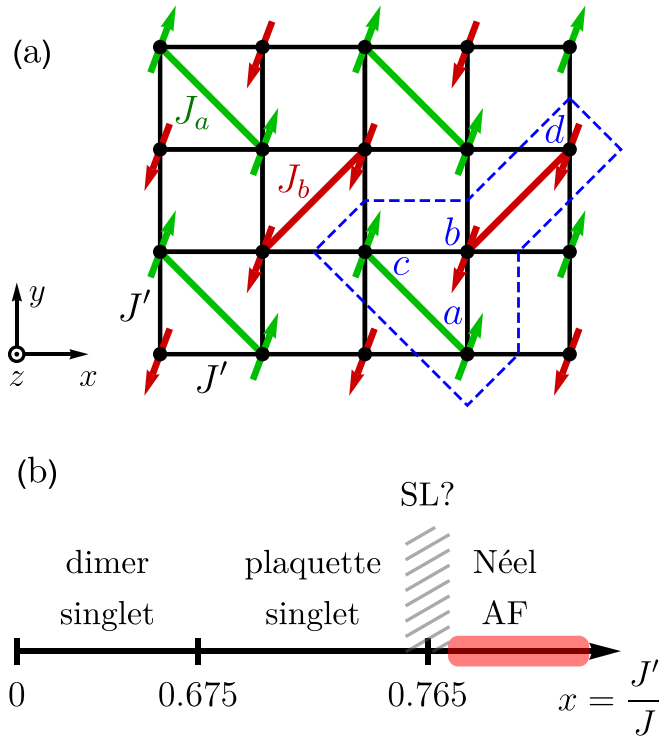 (a)
J_a
J_b
d
b
c
a
J′
J′
y
z
x
(b)
SL?
dimer
singlet
plaquette
singlet
Néel
AF
0
0.675
0.765
x = J′/J